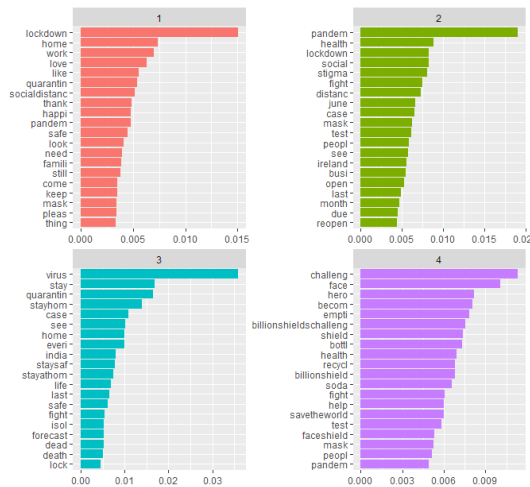 1
lockdown
home
work
love
like
quarantin
socialdistanc
thank
happi
pandem
safe
look
need
famili
still
come
keep
mask
pleas
thing
0.000 0.005 0.010 0.015
2
pandem
health
lockdown
social
stigma
fight
distanc
june
case
mask
test
peopl
see
ireland
busi
open
last
month
due
reopen
0.000 0.005 0.010 0.015 0.020
3
virus
stay
quarantin
stayhom
case
see
home
everi
india
staysaf
stayathom
life
last
safe
fight
isol
forecast
dead
death
lock
0.00 0.01 0.02 0.03
4
challeng
face
hero
becom
empti
billionshieldschalleng
shield
bottl
health
recycl
billionshield
soda
fight
help
savetheworld
test
faceshield
mask
peopl
pandem
0.000 0.003 0.006 0.009